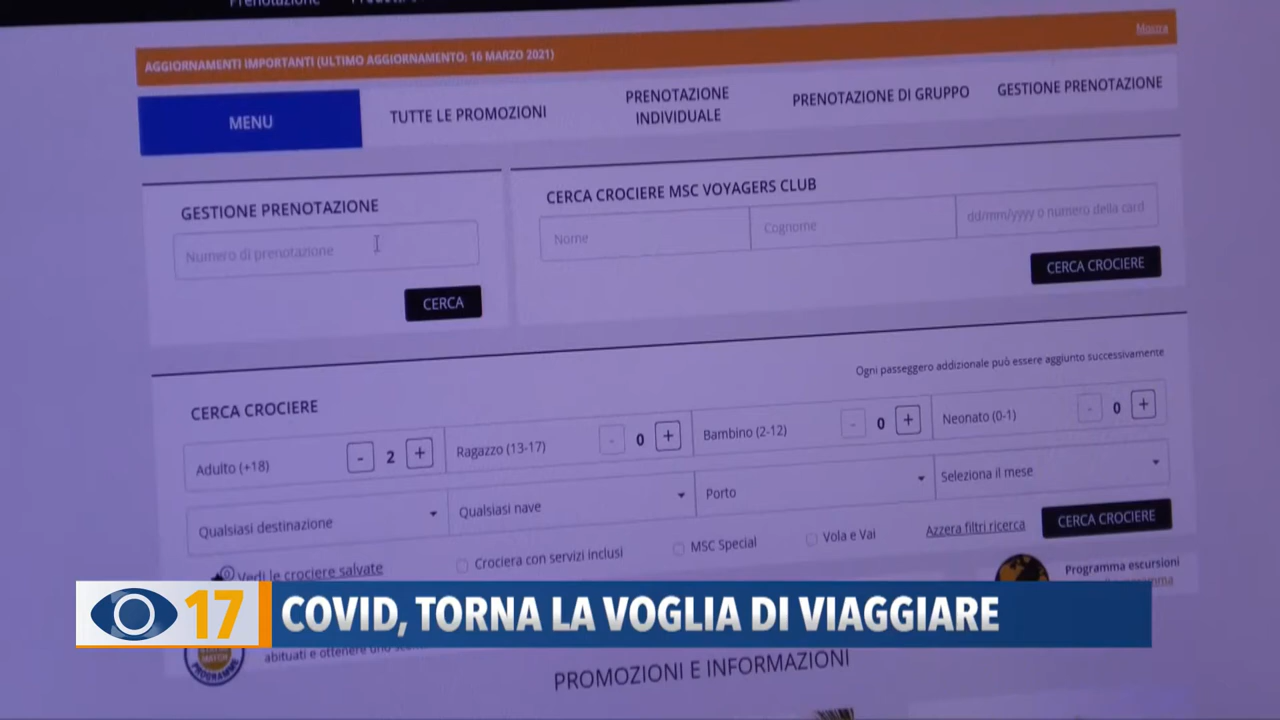 Prenotazione
AGGIORNAMENTI IMPORTANTI (ULTIMO AGGIORNAMENTO: 16 MARZO 2021)
Mostra
MENU
TUTTE LE PROMOZIONI
PRENOTAZIONE
INDIVIDUALE
PRENOTAZIONE DI GRUPPO
GESTIONE PRENOTAZIONE
GESTIONE PRENOTAZIONE
Numero di prenotazione
CERCA
CERCA CROCIERE MSC VOYAGERS CLUB
Nome
Cognome
dd/mm/yyyy o numero della card
CERCA CROCIERE
Ogni passeggero addizionale può essere aggiunto successivamente
CERCA CROCIERE
Adulto (+18)
- 2 +
Ragazzo (13-17)
- 0 +
Bambino (2-12)
- 0 +
Neonato (0-1)
- 0 +
Qualsiasi destinazione
Qualsiasi nave
Porto
Seleziona il mese
Vedi le crociere salvate
Crociera con servizi inclusi
MSC Special
Vola e Vai
Azzera filtri ricerca
CERCA CROCIERE
Programma escursioni
17
COVID, TORNA LA VOGLIA DI VIAGGIARE
PROGRAMME
abituati e ottenere uno
PROMOZIONI E INFORMAZIONI